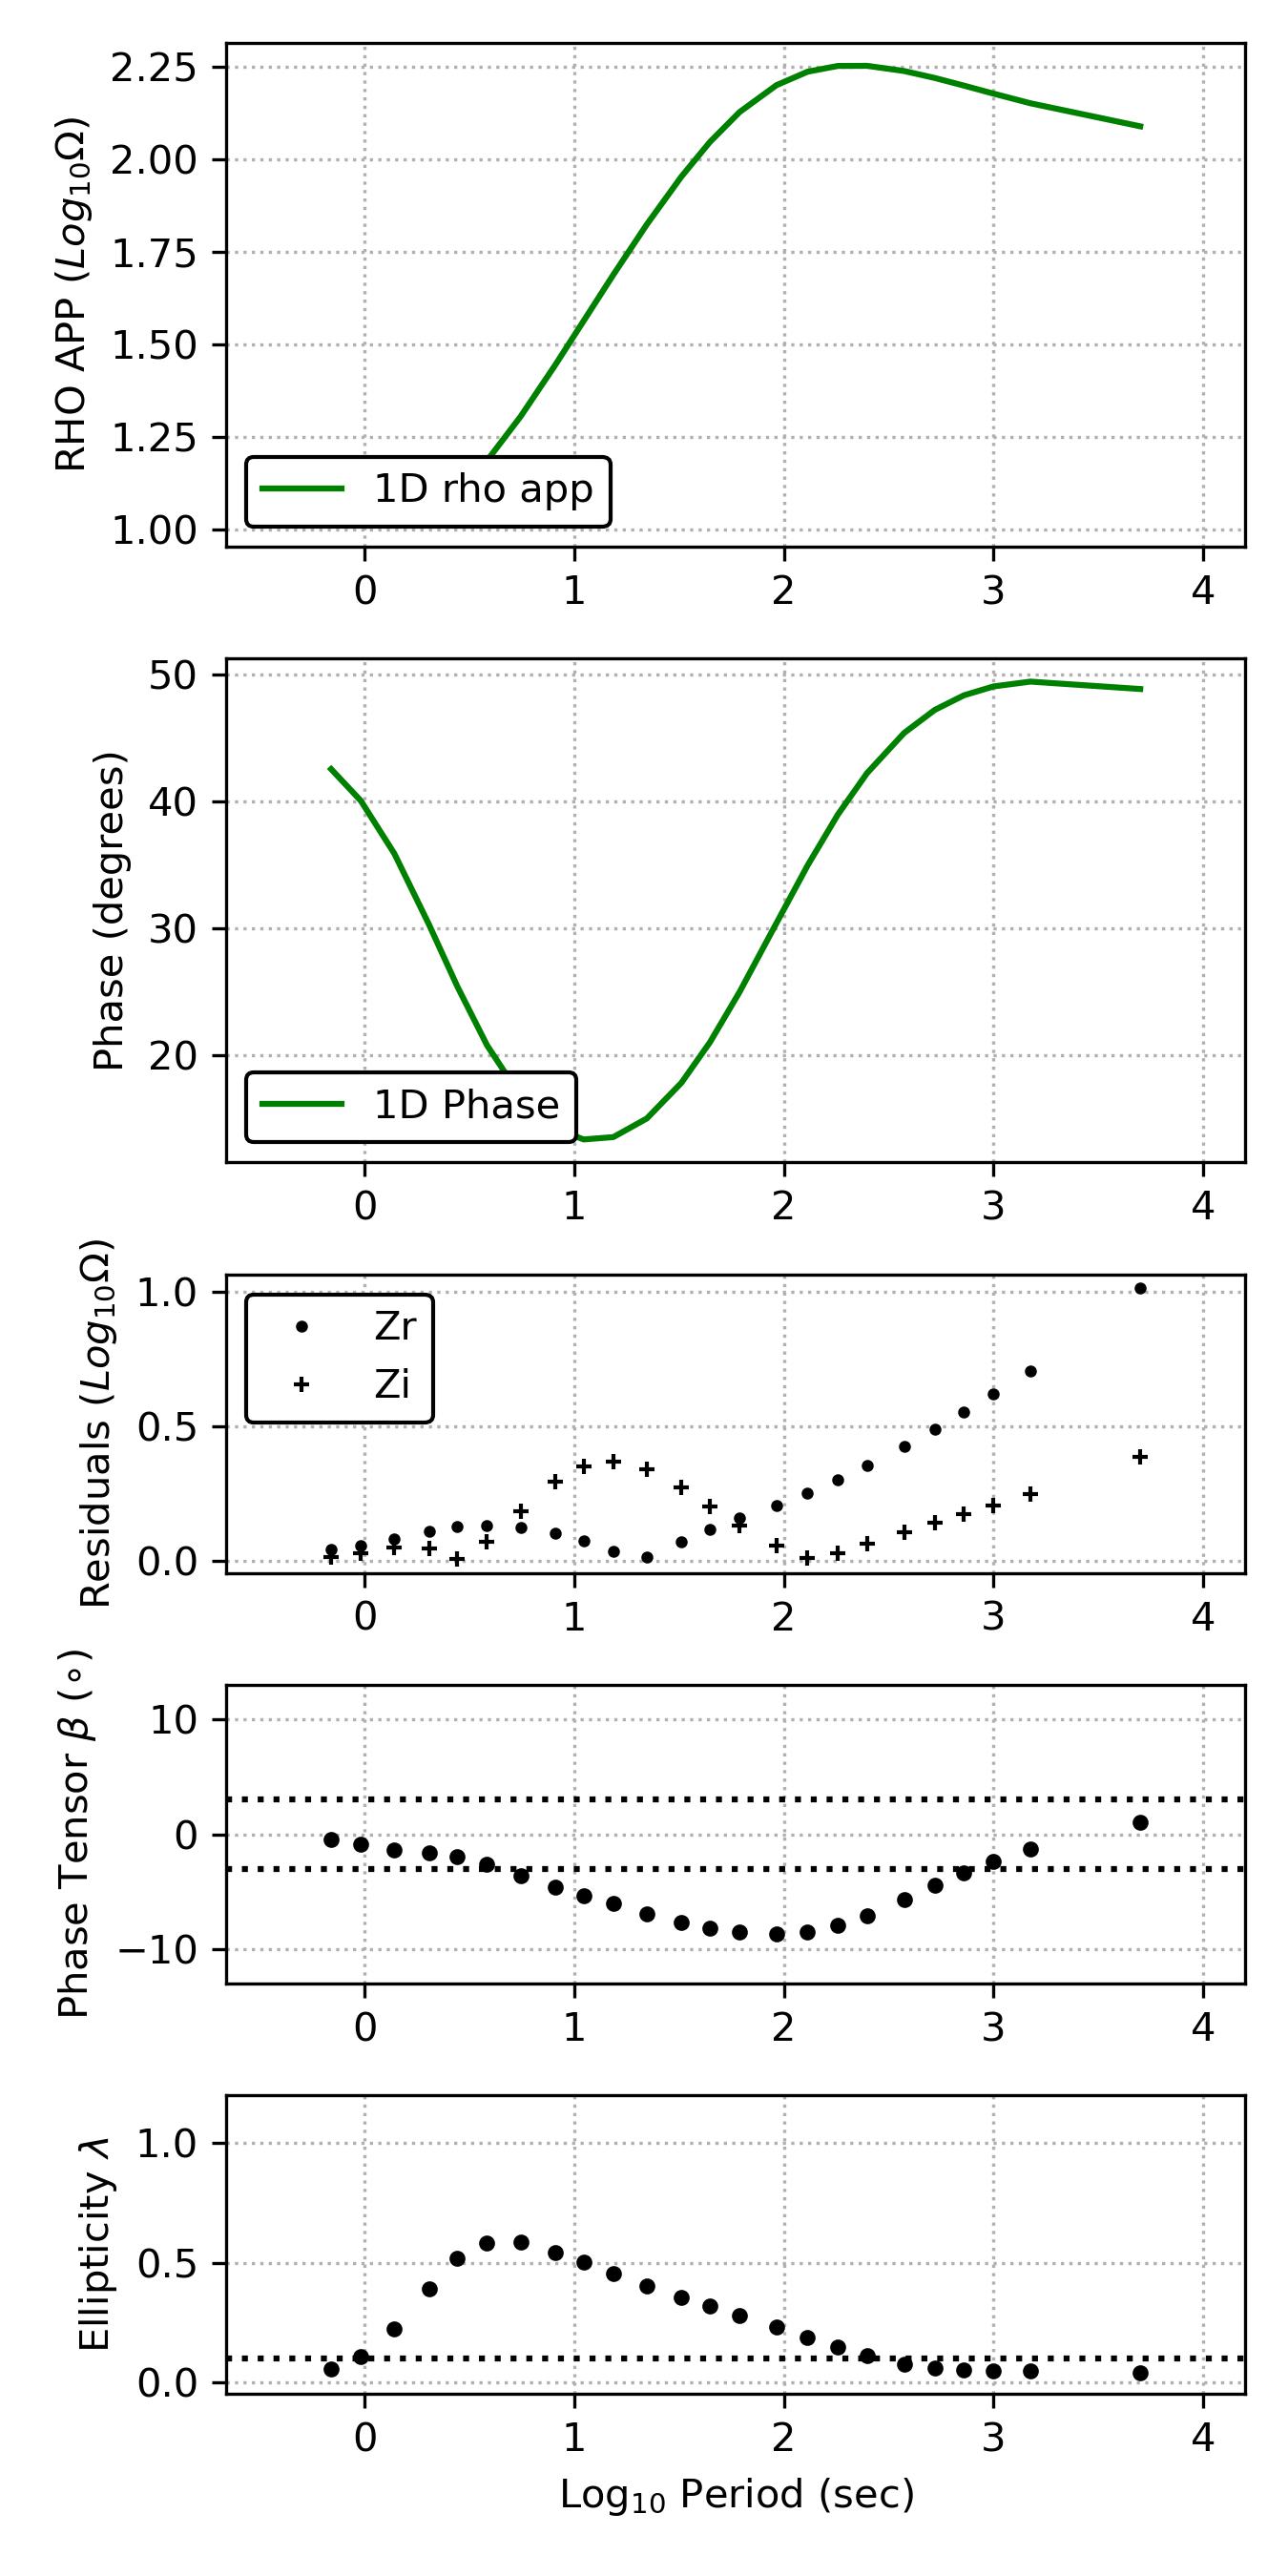 RHO APP (Log₁₀Ω)
2.25
2.00
1.75
1.50
1.25
1.00
1D rho app
0 1 2 3 4
Phase (degrees)
50
40
30
20
1D Phase
0 1 2 3 4
Residuals (Log₁₀Ω)
1.0
0.5
0.0
Zr
Zi
0 1 2 3 4
Phase Tensor β (∘)
10
0
−10
0 1 2 3 4
Ellipticity λ
1.0
0.5
0.0
0 1 2 3 4
Log₁₀ Period (sec)